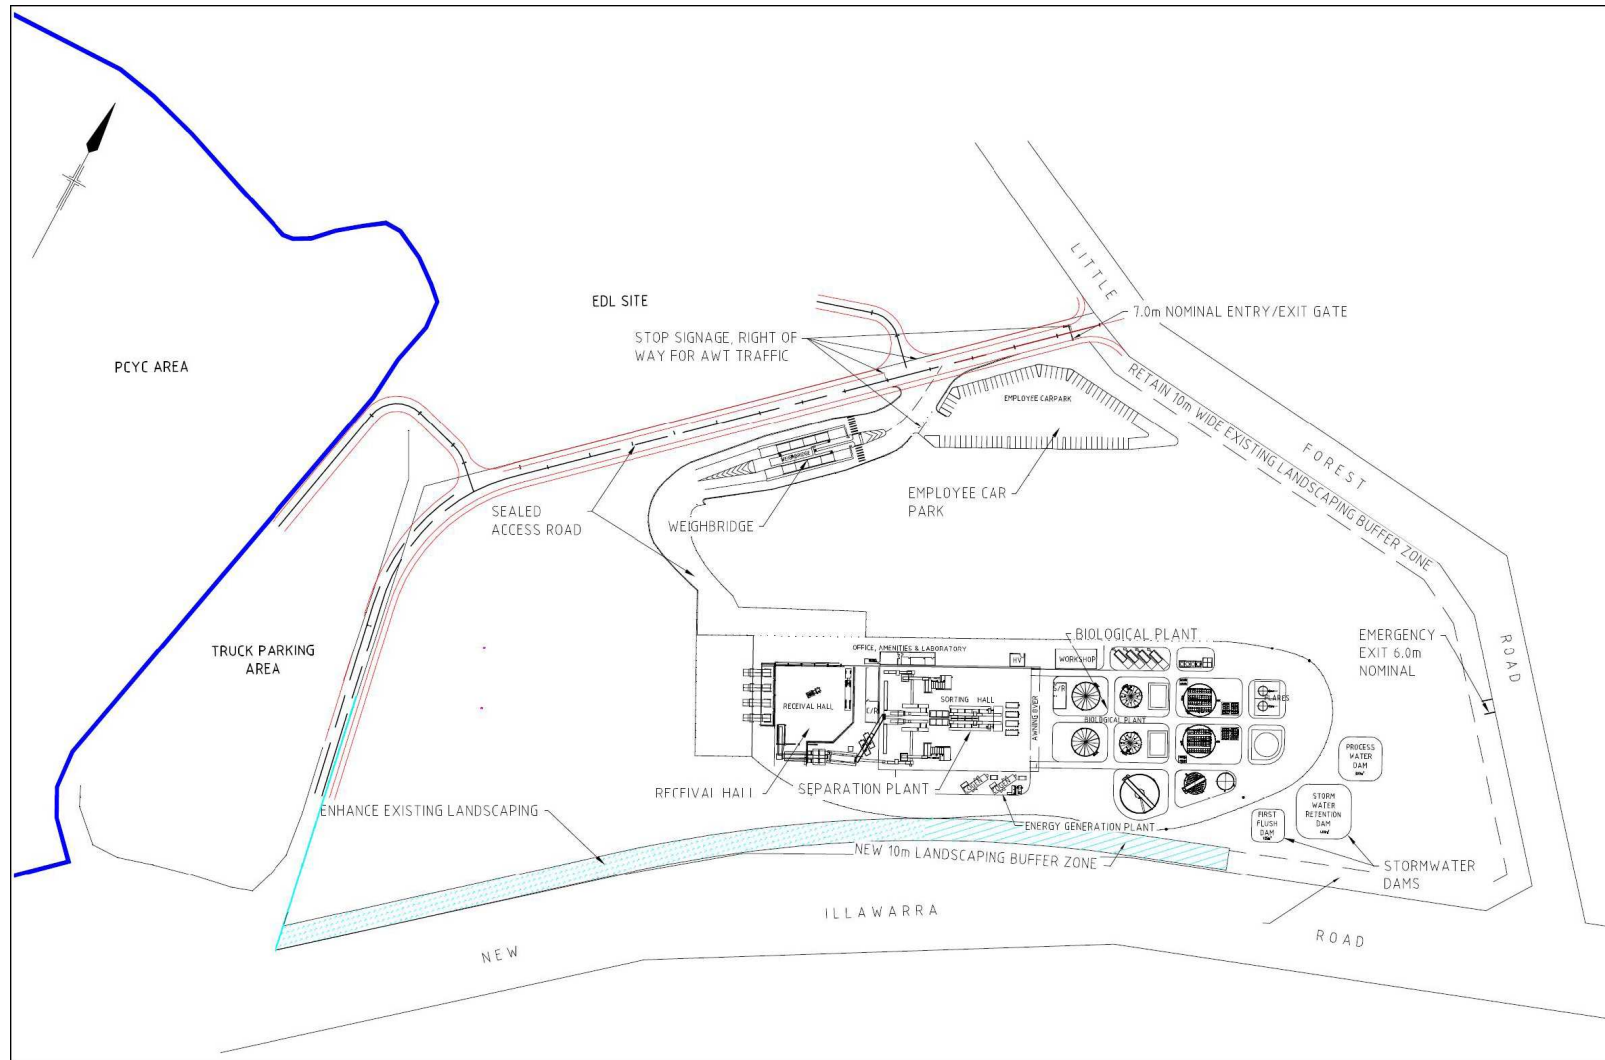 EDL SITE
LITTLE
7.0m NOMINAL ENTRY/EXIT GATE
STOP SIGNAGE, RIGHT OF
WAY FOR AWT TRAFFIC
PCYC AREA
RETAIN 10m WIDE EXISTING LANDSCAPING BUFFER ZONE
EMPLOYEE CARPARK
FOREST
WEIGHBRIDGE
EMPLOYEE CAR
PARK
SEALED
ACCESS ROAD
WEIGHBRIDGE
ROAD
EMERGENCY
EXIT 6.0m
NOMINAL
BIOLOGICAL PLANT
TRUCK PARKING
AREA
OFFICE, AMENITIES & LABORATORY
HV
WORKSHOP
S/R
FLARES
RECEIVAL HALL
C/R
SORTING HALL
AWNING OVER
BIOLOGICAL PLANT
PROCESS
WATER
DAM
RECEIVAL HALL
SEPARATION PLANT
STORM
WATER
RETENTION
DAM
ENHANCE EXISTING LANDSCAPING
FIRST
FLUSH
DAM
ENERGY GENERATION PLANT
NEW 10m LANDSCAPING BUFFER ZONE
STORMWATER
DAMS
NEW
ILLAWARRA
ROAD